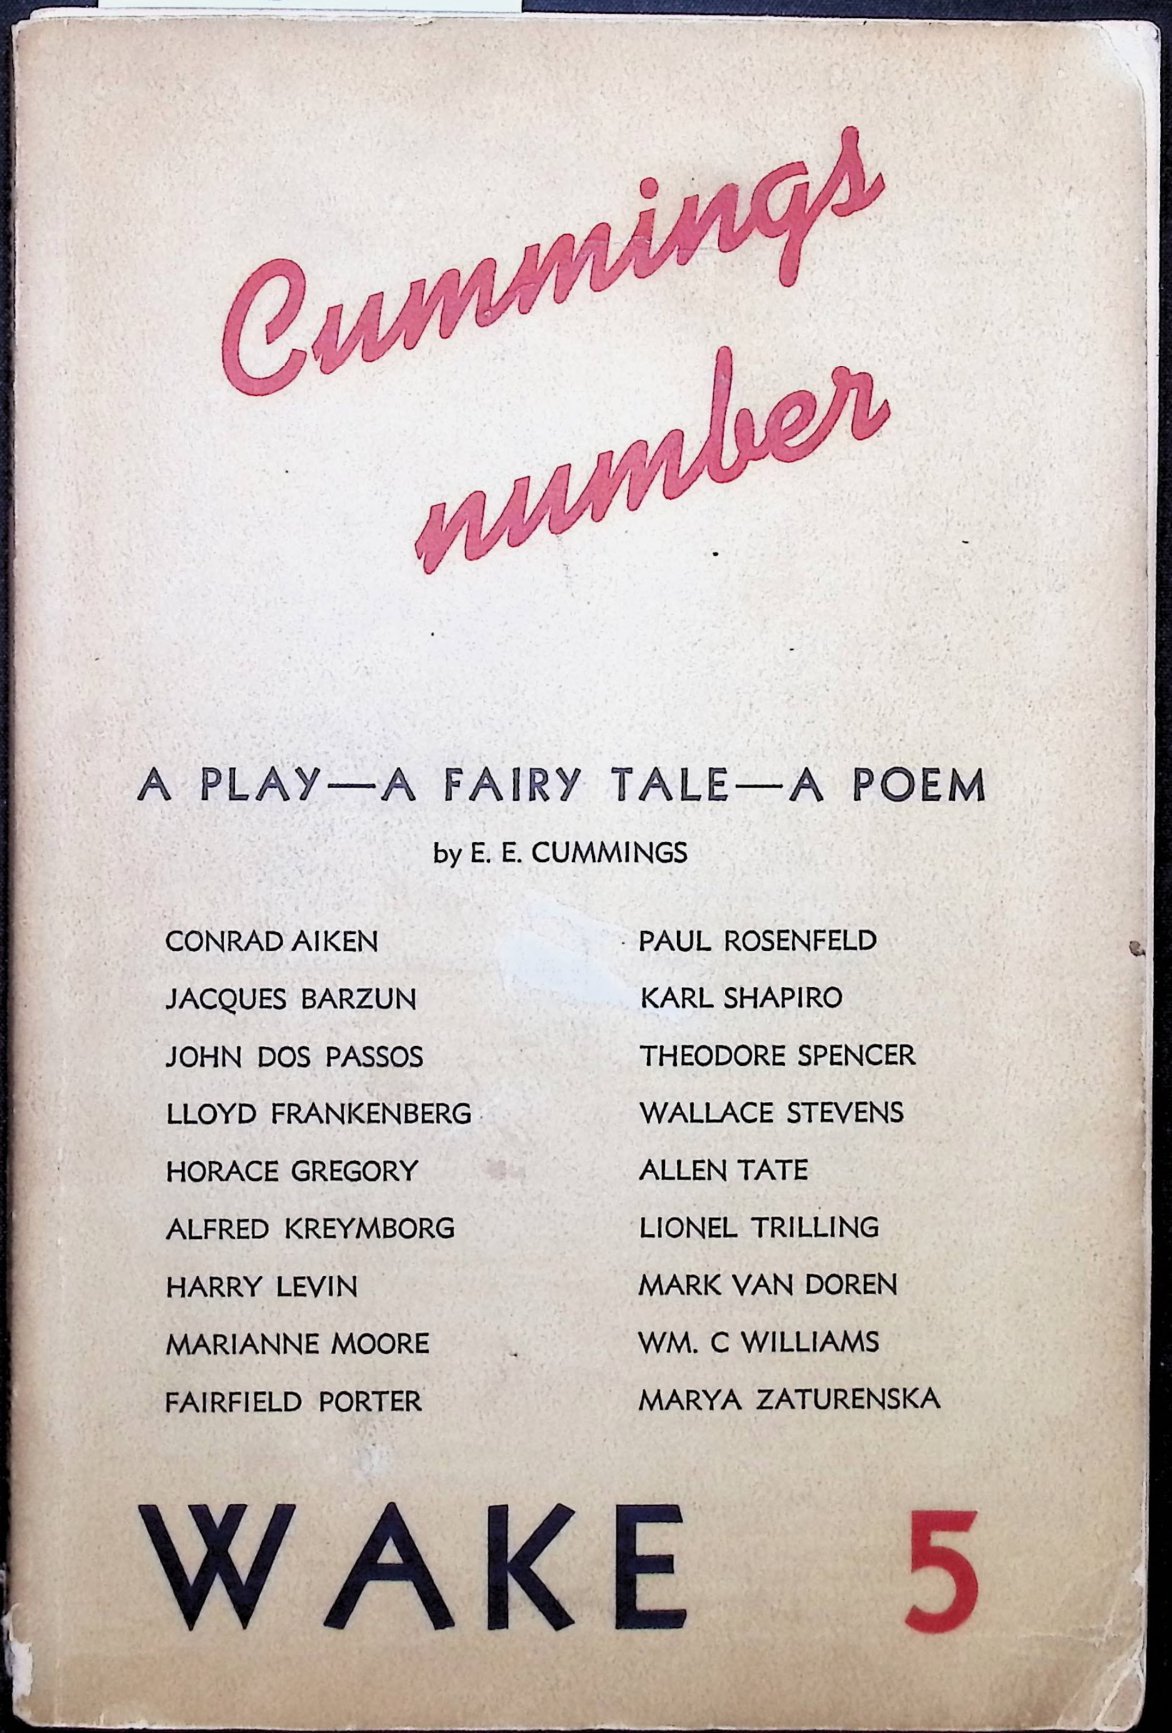 Cummings
number
A PLAY—A FAIRY TALE—A POEM
by E. E. CUMMINGS
CONRAD AIKEN
JACQUES BARZUN
JOHN DOS PASSOS
LLOYD FRANKENBERG
HORACE GREGORY
ALFRED KREYMBORG
HARRY LEVIN
MARIANNE MOORE
FAIRFIELD PORTER
PAUL ROSENFELD
KARL SHAPIRO
THEODORE SPENCER
WALLACE STEVENS
ALLEN TATE
LIONEL TRILLING
MARK VAN DOREN
WM. C WILLIAMS
MARYA ZATURENSKA
WAKE 5